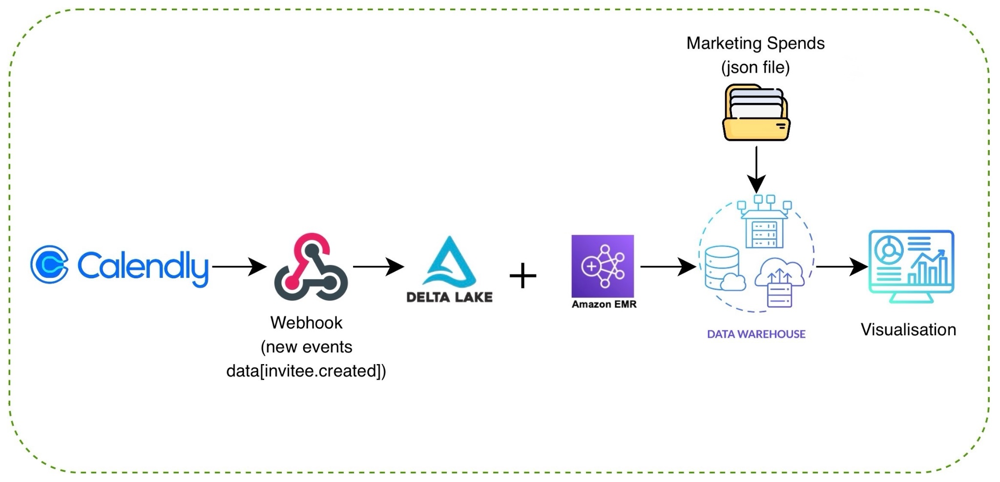 Marketing Spends
(json file)
Calendly
DELTA LAKE
Amazon EMR
Webhook
(new events
data[invitee.created])
DATA WAREHOUSE
Visualisation